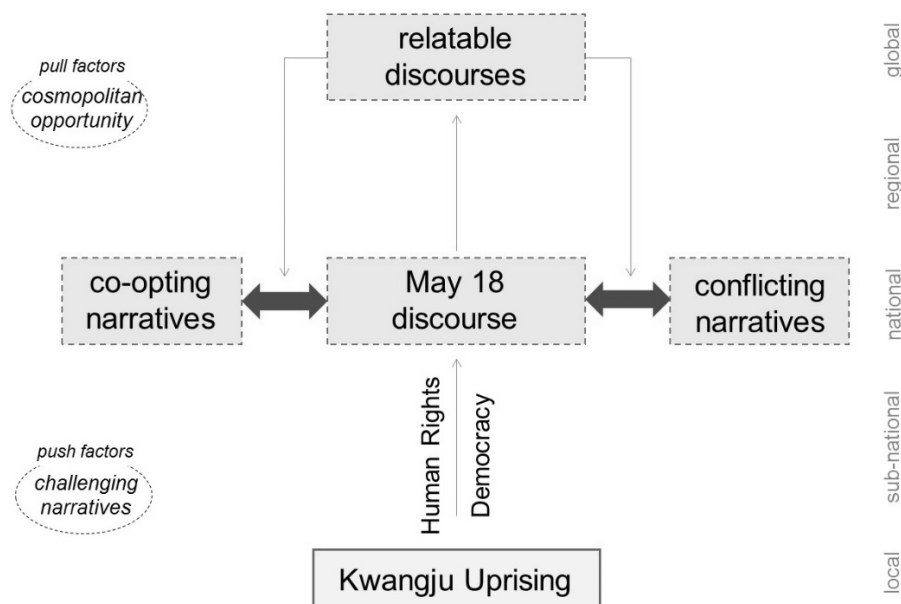 relatable
discourses
global
pull factors
cosmopolitan
opportunity
regional
co-opting
narratives
May 18
discourse
conflicting
narratives
national
Human Rights
Democracy
sub-national
push factors
challenging
narratives
Kwangju Uprising
local